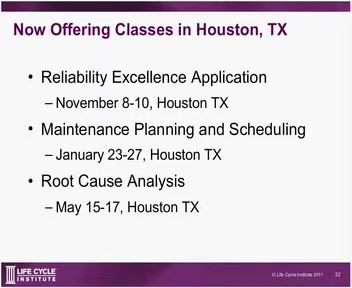 Now Offering Classes in Houston, TX
• Reliability Excellence Application
– November 8-10, Houston TX
• Maintenance Planning and Scheduling
– January 23-27, Houston TX
• Root Cause Analysis
– May 15-17, Houston TX
LIFE CYCLE
INSTITUTE
© Life Cycle Institute 2011
22